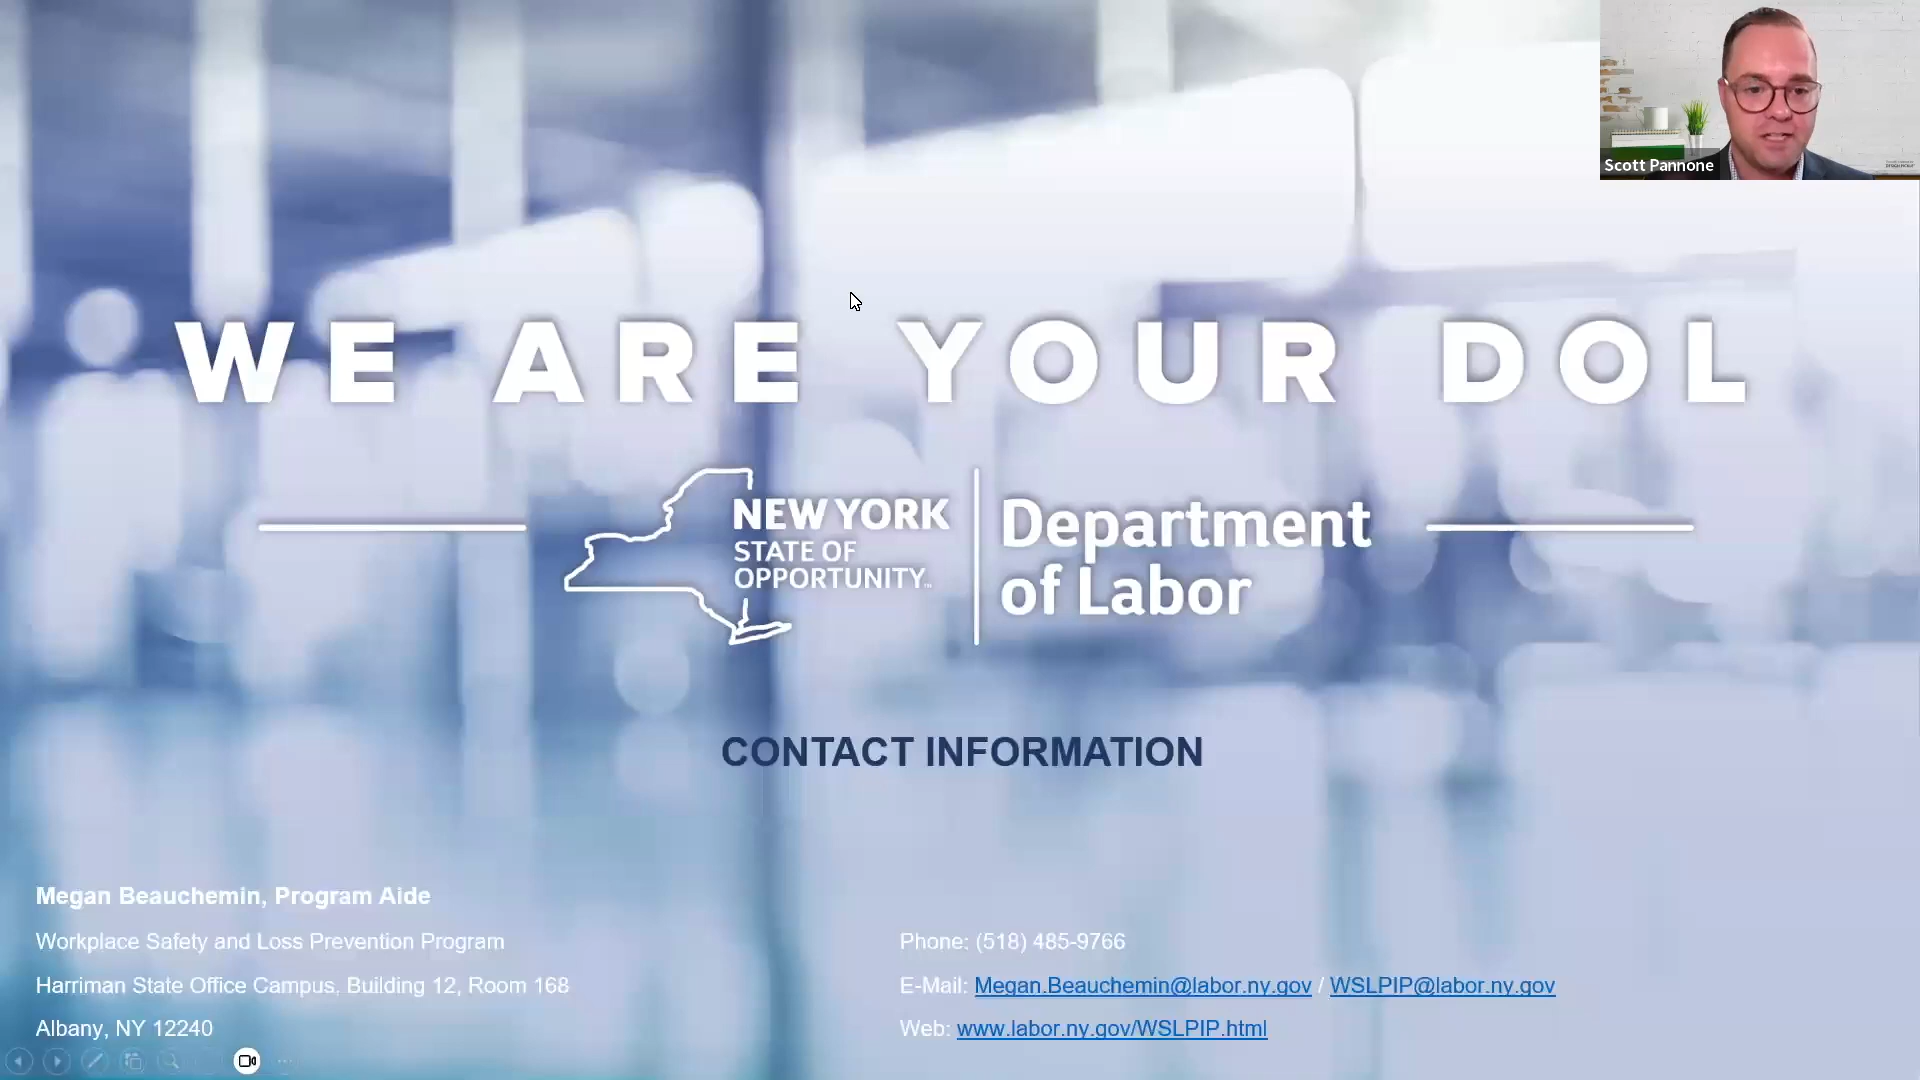 Scott Pannone
WE ARE YOUR DOL
NEW YORK
STATE OF
OPPORTUNITY™
Department
of Labor
CONTACT INFORMATION
Megan Beauchemin, Program Aide
Workplace Safety and Loss Prevention Program
Harriman State Office Campus, Building 12, Room 168
Albany, NY 12240
Phone: (518) 485-9766
E-Mail: Megan.Beauchemin@labor.ny.gov / WSLPIP@labor.ny.gov
Web: www.labor.ny.gov/WSLPIP.html